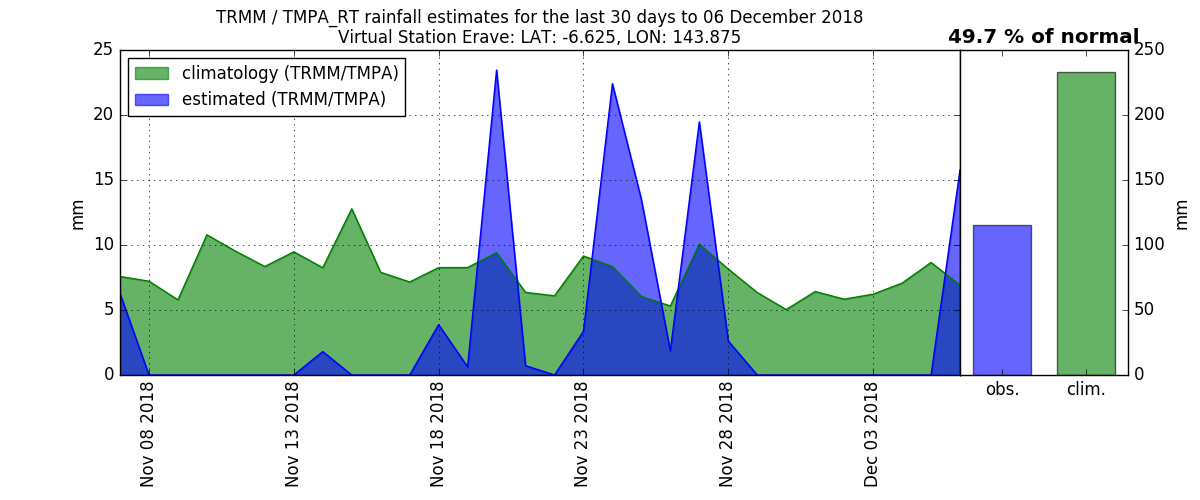 TRMM / TMPA_RT rainfall estimates for the last 30 days to 06 December 2018
Virtual Station Erave: LAT: -6.625, LON: 143.875
49.7 % of normal
climatology (TRMM/TMPA)
estimated (TRMM/TMPA)
25
20
15
10
5
0
mm
250
200
150
100
50
0
mm
Nov 08 2018
Nov 13 2018
Nov 18 2018
Nov 23 2018
Nov 28 2018
Dec 03 2018
obs.
clim.